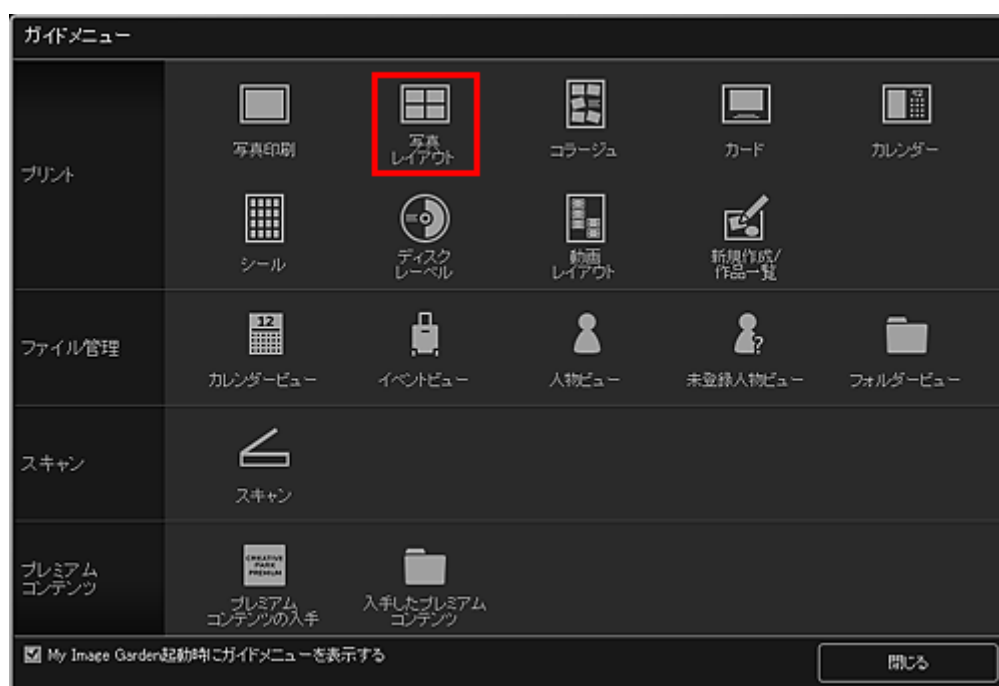 ガイドメニュー
プリント
写真印刷
写真
レイアウト
コラージュ
カード
カレンダー
シール
ディスク
レーベル
動画
レイアウト
新規作成/
作品一覧
ファイル管理
12
カレンダービュー
イベントビュー
人物ビュー
未登録人物ビュー
フォルダービュー
スキャン
スキャン
プレミアム
コンテンツ
CREATIVE
PARK
PREMIUM
プレミアム
コンテンツの入手
入手したプレミアム
コンテンツ
My Image Garden起動時にガイドメニューを表示する
閉じる